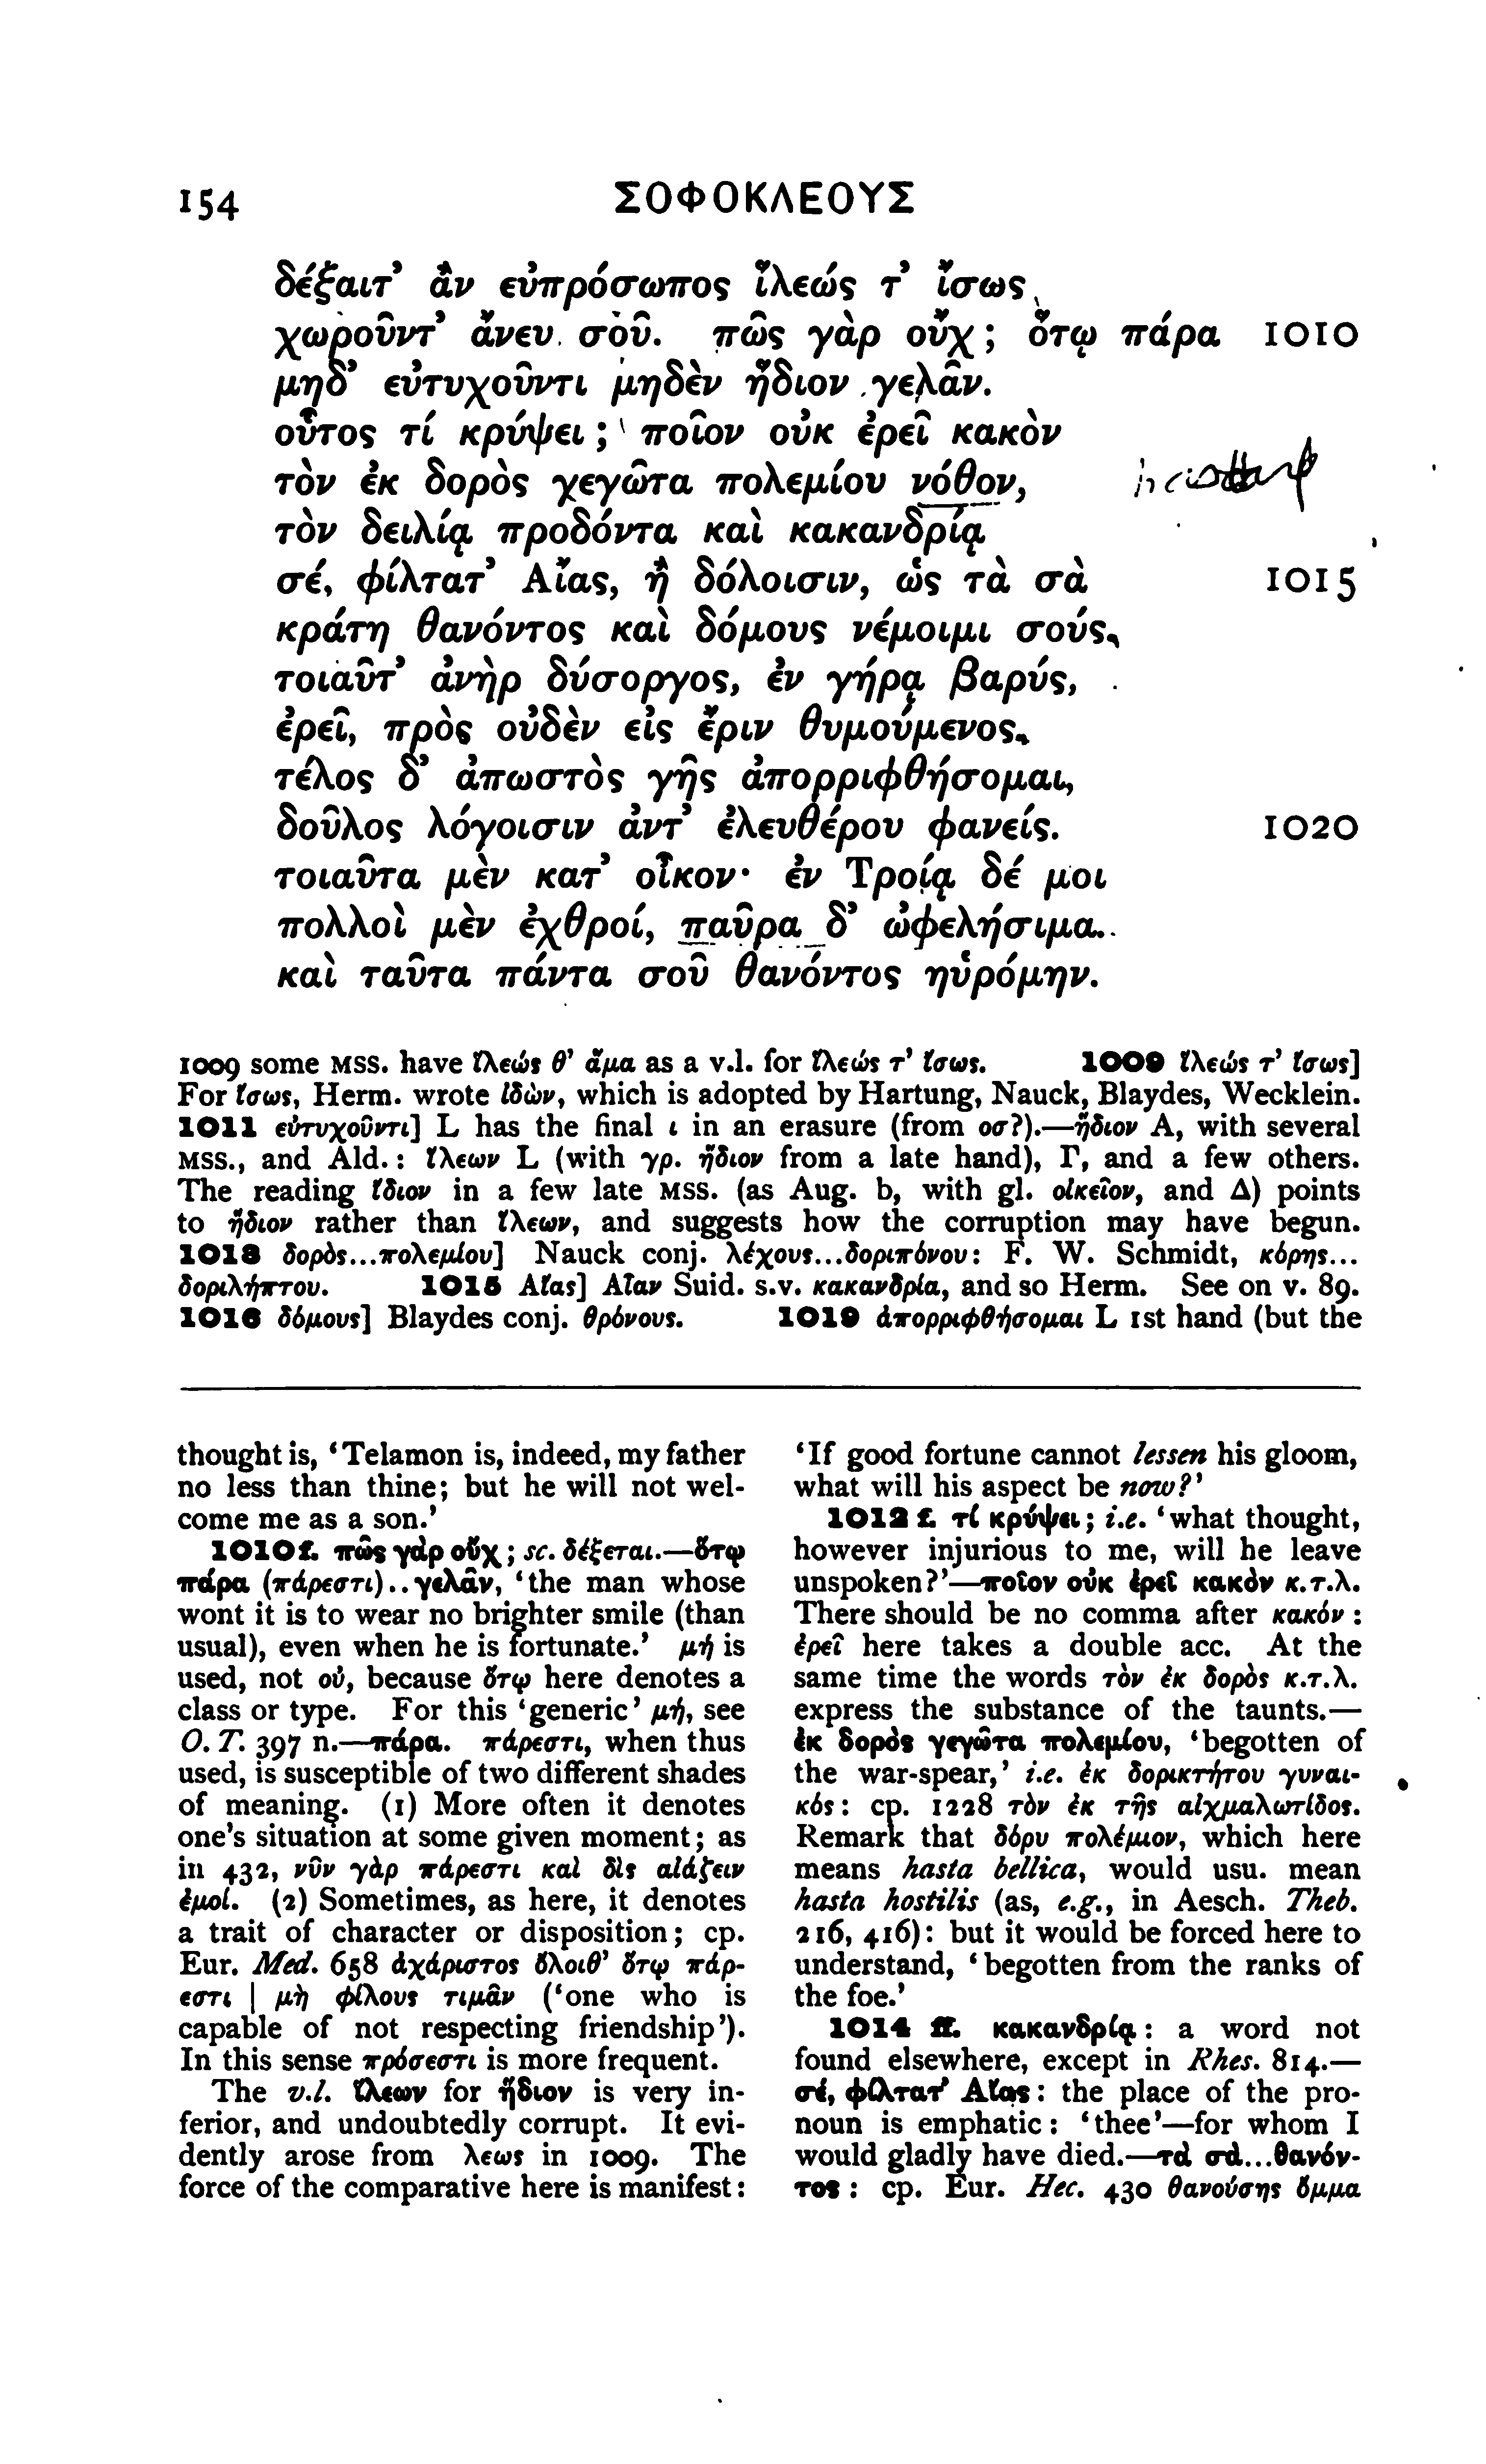 154
ΣΟΦΟΚΛΕΟΥΣ
δέξαιτ’ ἂν εὐπρόσωπος ἵλεώς τ’ ἴσως
χωροῦντ’ ἄνευ σοῦ. πῶς γὰρ οὔχ; ὅτῳ πάρα 1010
μηδ’ εὐτυχοῦντι μηδὲν ἥδιον γελᾶν.
οὗτος τί κρύψει; ποῖον οὐκ ἐρεῖ κακὸν
τὸν ἐκ δορὸς γεγῶτα πολεμίου νόθον,
τὸν δειλίᾳ προδόντα καὶ κακανδρίᾳ
σέ, φίλτατ’ Αἴας, ἢ δόλοισιν, ὡς τὰ σὰ 1015
κράτη θανόντος καὶ δόμους νέμοιμι σούς.
τοιαῦτ’ ἀνὴρ δύσοργος, ἐν γήρᾳ βαρύς,
ἐρεῖ, πρὸς οὐδὲν εἰς ἔριν θυμούμενος.
τέλος δ’ ἀπωστὸς γῆς ἀπορριφθήσομαι,
δοῦλος λόγοισιν ἀντ’ ἐλευθέρου φανείς. 1020
τοιαῦτα μὲν κατ’ οἶκον· ἐν Τροίᾳ δέ μοι
πολλοὶ μὲν ἐχθροί, παῦρα δ’ ὠφελήσιμα.
καὶ ταῦτα πάντα σοῦ θανόντος ηὑρόμην.
1009 some MSS. have ἵλεώς θ’ ἅμα as a v.l. for ἵλεώς τ’ ἴσως. 1009 ἵλεώς τ’ ἴσως]
For ἴσως, Herm. wrote ἰδὼν, which is adopted by Hartung, Nauck, Blaydes, Wecklein.
1011 εὐτυχοῦντι] L has the final ι in an erasure (from οσ?).—ἥδιον A, with several
MSS., and Ald.: ἵλεων L (with γρ. ἥδιον from a late hand), Γ, and a few others.
The reading ἴδιον in a few late MSS. (as Aug. b, with gl. οἰκεῖον, and Δ) points
to ἥδιον rather than ἵλεων, and suggests how the corruption may have begun.
1013 δορὸς...πολεμίου] Nauck conj. λέχους...δοριπόνου: F. W. Schmidt, κόρης...
δοριλήπτου. 1015 Αἴας] Αἶαν Suid. s.v. κακανδρία, and so Herm. See on v. 89.
1016 δόμους] Blaydes conj. θρόνους. 1019 ἀπορριφθήσομαι L 1st hand (but the
thought is, ‘Telamon is, indeed, my father
no less than thine; but he will not wel-
come me as a son.’
1010 f. πῶς γὰρ οὔχ; sc. δέξεται.—ὅτῳ
πάρα (πάρεστι)..γελᾶν, ‘the man whose
wont it is to wear no brighter smile (than
usual), even when he is fortunate.’ μή is
used, not οὐ, because ὅτῳ here denotes a
class or type. For this ‘generic’ μή, see
O. T. 397 n.—πάρα. πάρεστι, when thus
used, is susceptible of two different shades
of meaning. (1) More often it denotes
one’s situation at some given moment; as
in 432, νῦν γὰρ πάρεστι καὶ δὶς αἰάζειν
ἐμοί. (2) Sometimes, as here, it denotes
a trait of character or disposition; cp.
Eur. Med. 658 ἀχάριστος ὄλοιθ’ ὅτῳ πάρ-
εστι | μὴ φίλους τιμᾶν (‘one who is
capable of not respecting friendship’).
In this sense πρόσεστι is more frequent.
The v.l. ἵλεων for ἥδιον is very in-
ferior, and undoubtedly corrupt. It evi-
dently arose from λεως in 1009. The
force of the comparative here is manifest:
‘If good fortune cannot lessen his gloom,
what will his aspect be now?’
1012 f. τί κρύψει; i.e. ‘what thought,
however injurious to me, will he leave
unspoken?’—ποῖον οὐκ ἐρεῖ κακὸν κ.τ.λ.
There should be no comma after κακόν:
ἐρεῖ here takes a double acc. At the
same time the words τὸν ἐκ δορὸς κ.τ.λ.
express the substance of the taunts.—
ἐκ δορὸς γεγῶτα πολεμίου, ‘begotten of
the war-spear,’ i.e. ἐκ δορικτήτου γυναι-
κός: cp. 1228 τὸν ἐκ τῆς αἰχμαλωτίδος.
Remark that δόρυ πολέμιον, which here
means hasta bellica, would usu. mean
hasta hostilis (as, e.g., in Aesch. Theb.
216, 416): but it would be forced here to
understand, ‘begotten from the ranks of
the foe.’
1014 ff. κακανδρίᾳ: a word not
found elsewhere, except in Rhes. 814.—
σέ, φίλτατ’ Αἴας: the place of the pro-
noun is emphatic: ‘thee’—for whom I
would gladly have died.—τὰ σὰ...θανόν-
τος: cp. Eur. Hec. 430 θανούσης ὄμμα